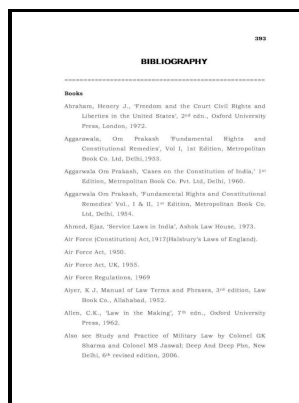 393
BIBLIOGRAPHY
Books
Abraham, Henery J., 'Freedom and the Court Civil Rights and
Liberties in the United States', 2nd edn., Oxford University
Press, London, 1972.
Aggarawala, Om Prakash 'Fundamental Rights and
Constitutional Remedies', Vol I, 1st Edition, Metropolitan
Book Co. Ltd, Delhi,1953.
Aggarwala Om Prakash, 'Cases on the Constitution of India,' 1st
Edition, Metropolitan Book Co. Pvt. Ltd, Delhi, 1960.
Aggarwala Om Prakash, 'Fundamental Rights and Constitutional
Remedies' Vol., I & II, 1st Edition, Metropolitan Book Co.
Ltd, Delhi, 1954.
Ahmed, Ejaz, 'Service Laws in India', Ashok Law House, 1973.
Air Force (Constitution) Act,1917(Halsbury's Laws of England).
Air Force Act, 1950.
Air Force Act, UK, 1955.
Air Force Regulations, 1969
Aiyer, K J, Manual of Law Terms and Phrases, 3rd edition, Law
Book Co., Allahabad, 1952.
Allen, C.K., 'Law in the Making', 7th edn., Oxford University
Press, 1962.
Also see Study and Practice of Military Law by Colonel GK
Sharma and Colonel MS Jaswal; Deep And Deep Pbn, New
Delhi, 6th revised edition, 2006.